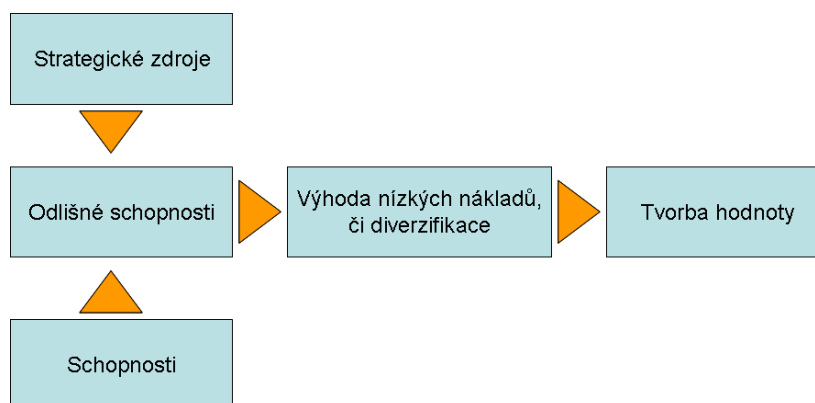 Strategické zdroje
Odlišné schopnosti
Výhoda nízkých nákladů,
či diverzifikace
Tvorba hodnoty
Schopnosti